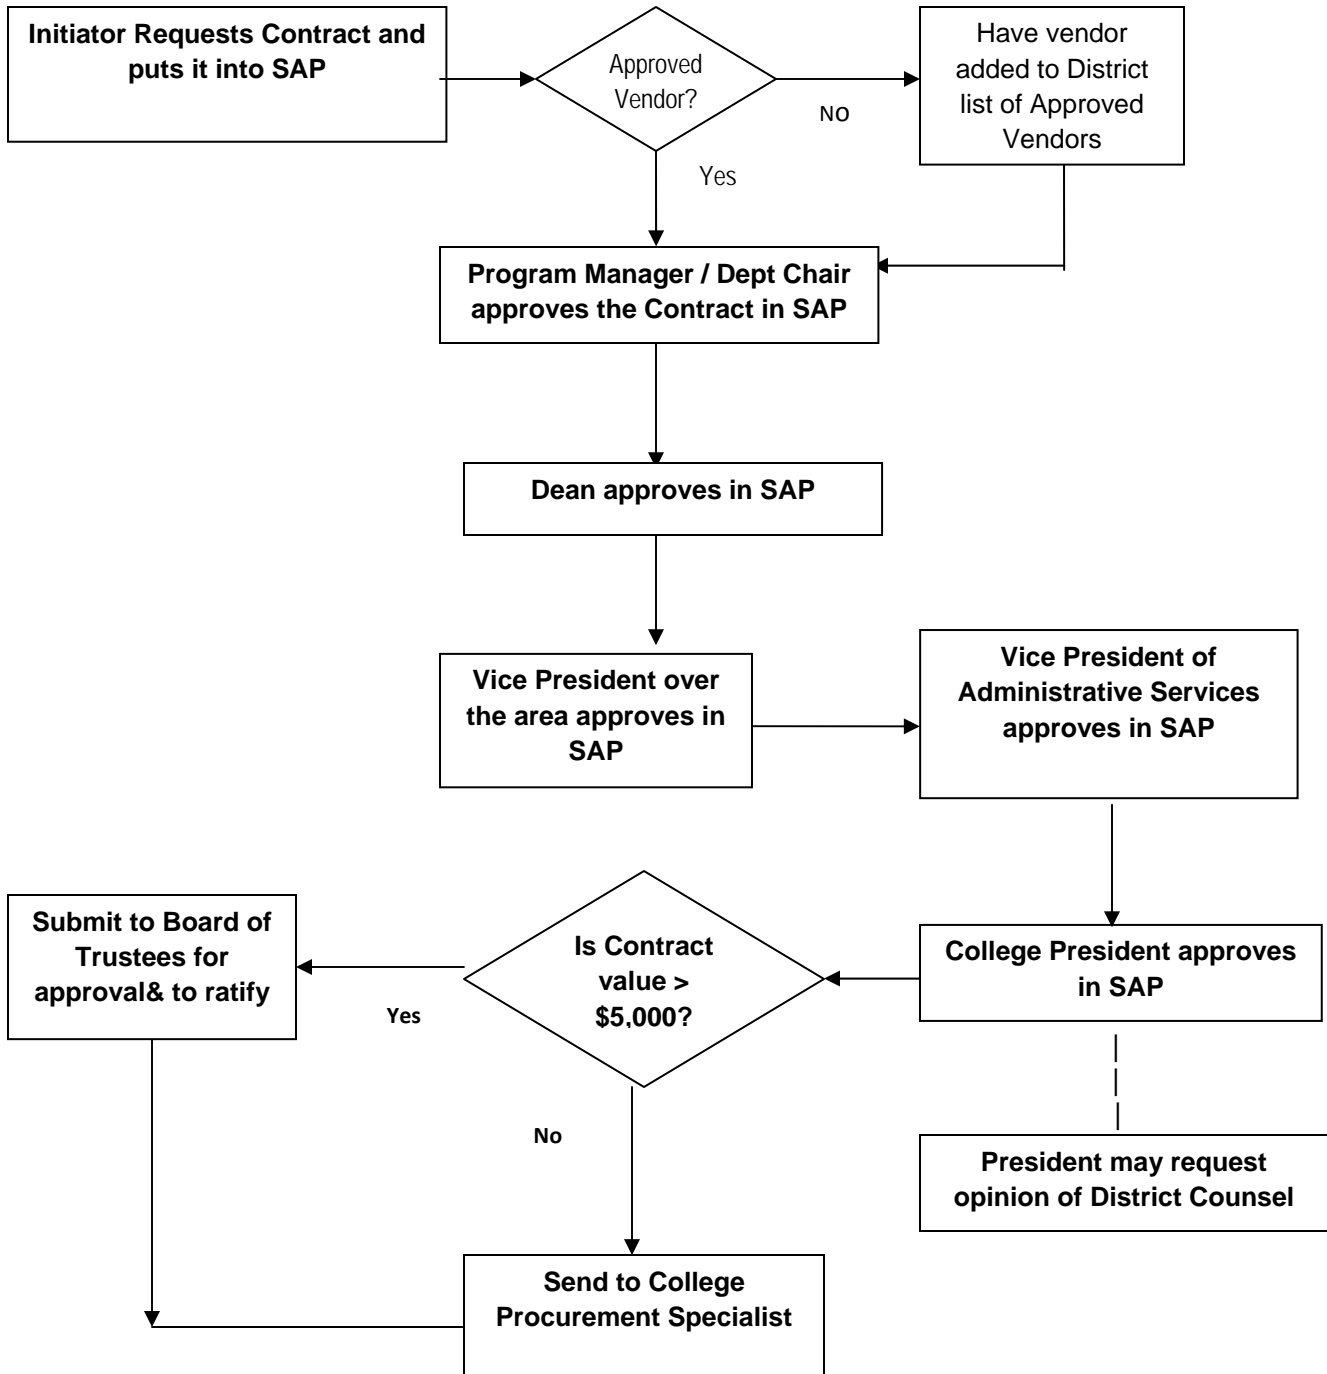 Initiator Requests Contract and
puts it into SAP
Approved
Vendor?
NO
Have vendor
added to District
list of Approved
Vendors
Yes
Program Manager / Dept Chair
approves the Contract in SAP
Dean approves in SAP
Vice President over
the area approves in
SAP
Vice President of
Administrative Services
approves in SAP
Submit to Board of
Trustees for
approval& to ratify
Yes
Is Contract
value >
$5,000?
College President approves
in SAP
No
President may request
opinion of District Counsel
Send to College
Procurement Specialist